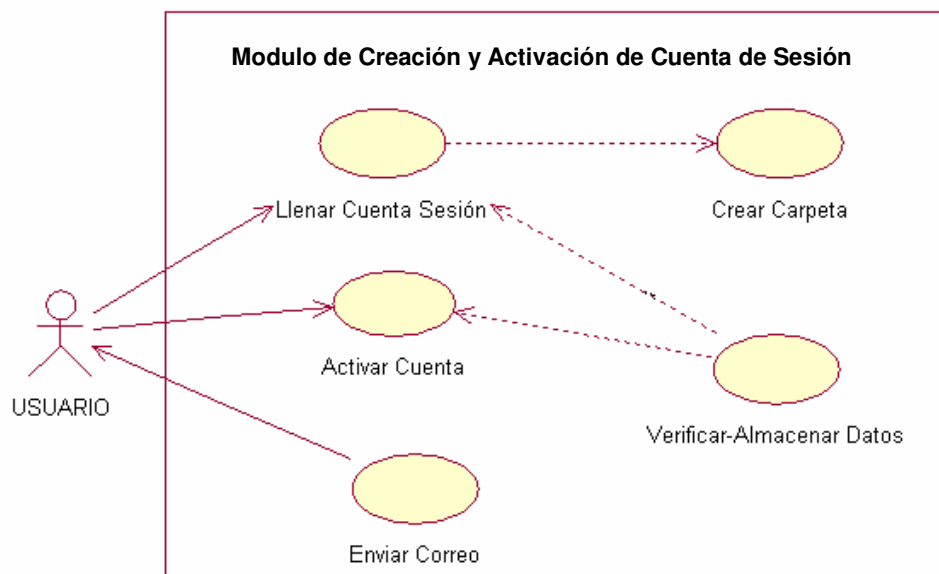 Modulo de Creación y Activación de Cuenta de Sesión
Llenar Cuenta Sesión
Crear Carpeta
Activar Cuenta
USUARIO
Verificar-Almacenar Datos
Enviar Correo